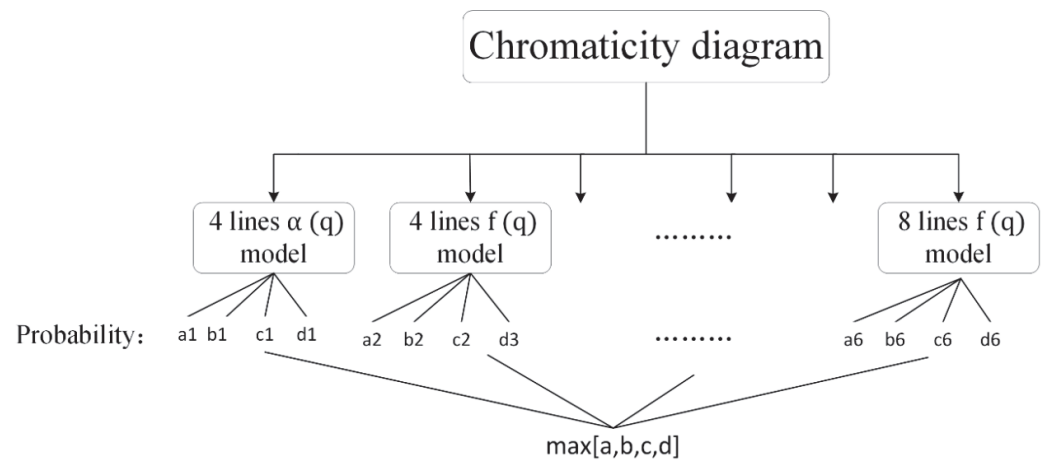 Chromaticity diagram
4 lines α (q)
model
4 lines f (q)
model
………
8 lines f (q)
model
Probability:
a1 b1 c1 d1
a2 b2 c2 d3
………
a6 b6 c6 d6
max[a,b,c,d]